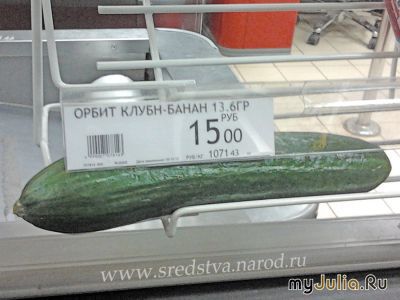 ОРБИТ КЛУБН-БАНАН 13.6ГР
РУБ
15 00
РУБ/КГ 1071 43
www.sredstva.narod.ru
myJulia.Ru